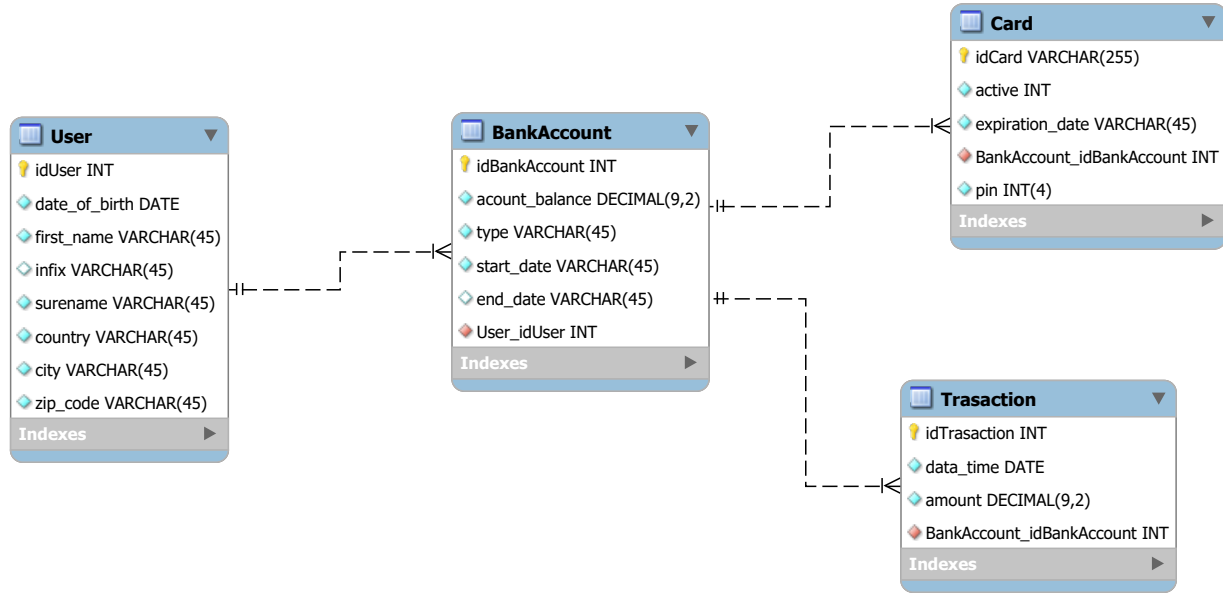 User
idUser INT
date_of_birth DATE
first_name VARCHAR(45)
infix VARCHAR(45)
surename VARCHAR(45)
country VARCHAR(45)
city VARCHAR(45)
zip_code VARCHAR(45)
Indexes
BankAccount
idBankAccount INT
acount_balance DECIMAL(9,2)
type VARCHAR(45)
start_date VARCHAR(45)
end_date VARCHAR(45)
User_idUser INT
Indexes
Card
idCard VARCHAR(255)
active INT
expiration_date VARCHAR(45)
BankAccount_idBankAccount INT
pin INT(4)
Indexes
Trasaction
idTrasaction INT
data_time DATE
amount DECIMAL(9,2)
BankAccount_idBankAccount INT
Indexes